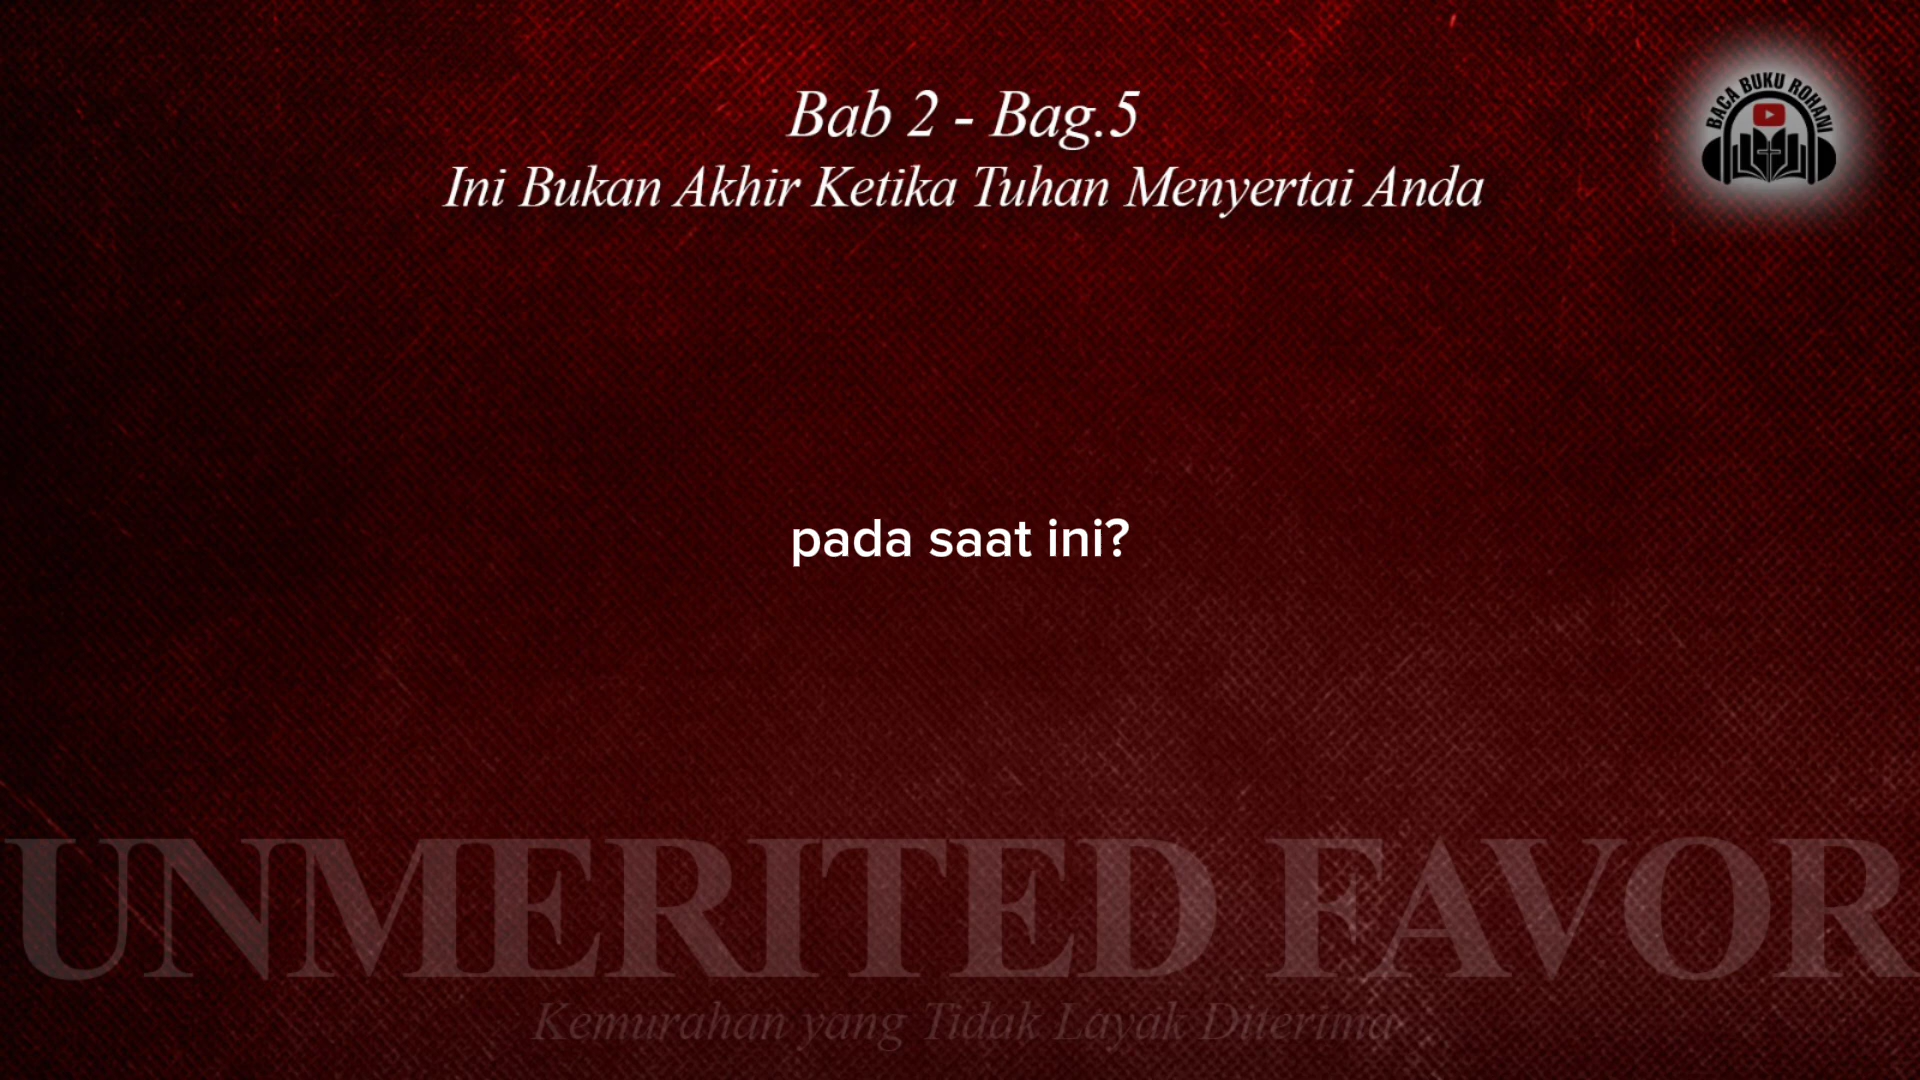 Bab 2 - Bag.5
Ini Bukan Akhir Ketika Tuhan Menyertai Anda
BACA BUKU ROHANI
pada saat ini?
UNMERITED FAVOR
Kemurahan yang Tidak Layak Diterima